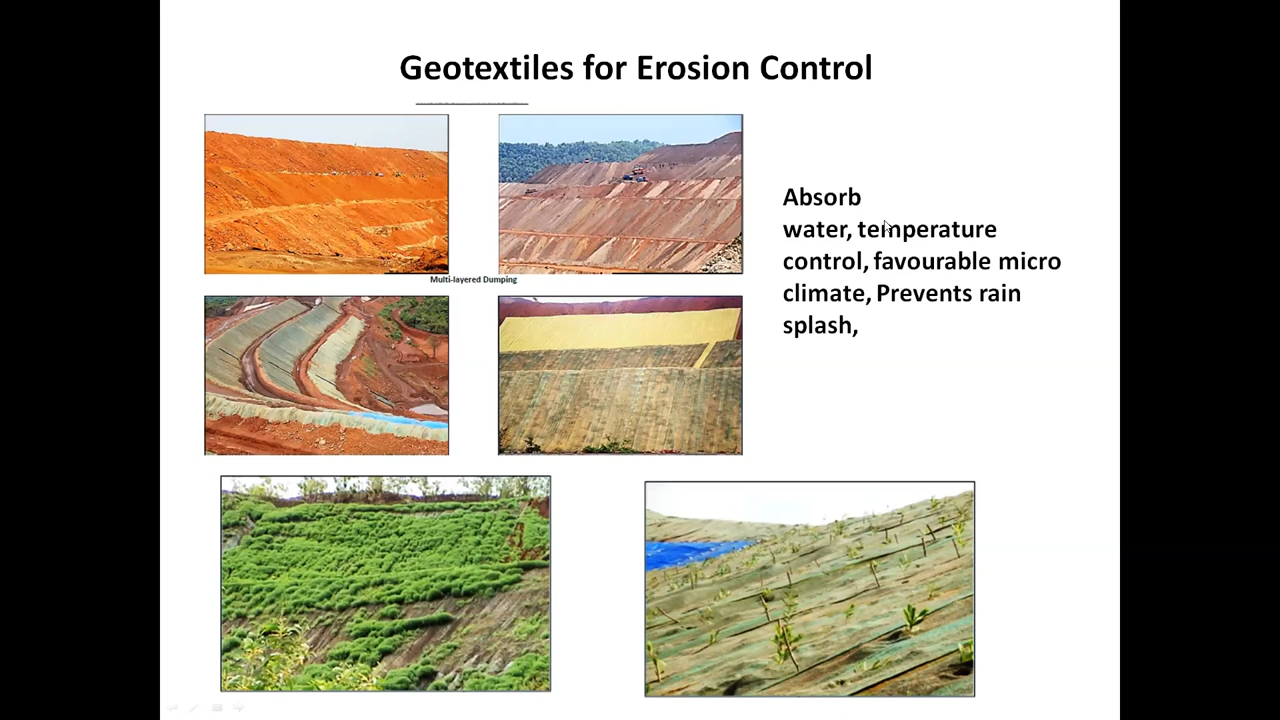 Geotextiles for Erosion Control
Multi-layered Dumping
Absorb
water, temperature
control, favourable micro
climate, Prevents rain
splash,